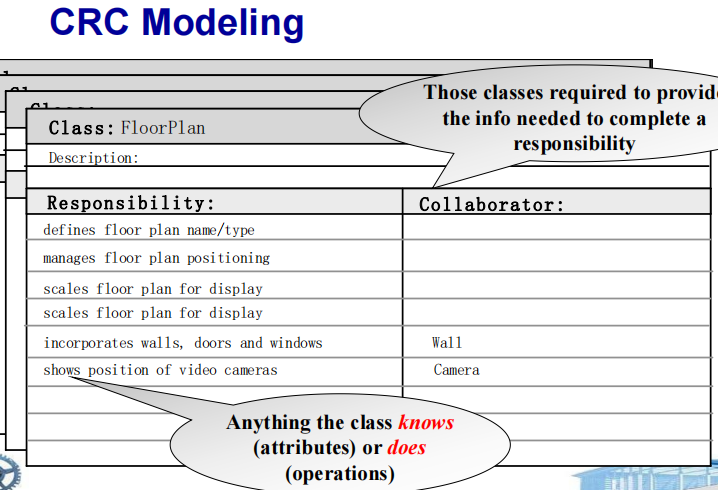 CRC Modeling
Those classes required to provide
the info needed to complete a
responsibility
Class: FloorPlan
Description:
Responsibility: Collaborator:
defines floor plan name/type
manages floor plan positioning
scales floor plan for display
scales floor plan for display
incorporates walls, doors and windows Wall
shows position of video cameras Camera
Anything the class knows
(attributes) or does
(operations)